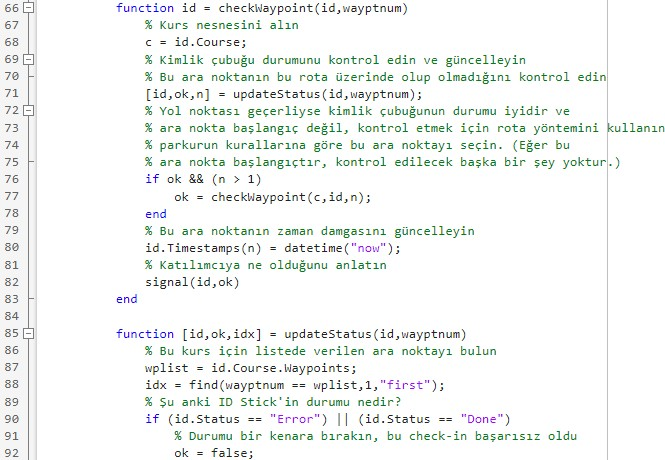 66 function id = checkWaypoint(id,wayptnum)
67 % Kurs nesnesini alın
68 c = id.Course;
69 % Kimlik çubuğu durumunu kontrol edin ve güncelleyin
70 % Bu ara noktanın bu rota üzerinde olup olmadığını kontrol edin
71 [id,ok,n] = updateStatus(id,wayptnum);
72 % Yol noktası geçerliyse kimlik çubuğunun durumu iyidir ve
73 % ara nokta başlangıç değil, kontrol etmek için rota yöntemini kullanın
74 % parkurun kurallarına göre bu ara noktayı seçin. (Eğer bu
75 % ara nokta başlangıçtır, kontrol edilecek başka bir şey yoktur.)
76 if ok && (n > 1)
77 ok = checkWaypoint(c,id,n);
78 end
79 % Bu ara noktanın zaman damgasını güncelleyin
80 id.Timestamps(n) = datetime("now");
81 % Katılımcıya ne olduğunu anlatın
82 signal(id,ok)
83 end
84
85 function [id,ok,idx] = updateStatus(id,wayptnum)
86 % Bu kurs için listede verilen ara noktayı bulun
87 wplist = id.Course.Waypoints;
88 idx = find(wayptnum == wplist,1,"first");
89 % Şu anki ID Stick'in durumu nedir?
90 if (id.Status == "Error") || (id.Status == "Done")
91 % Durumu bir kenara bırakın, bu check-in başarısız oldu
92 ok = false;